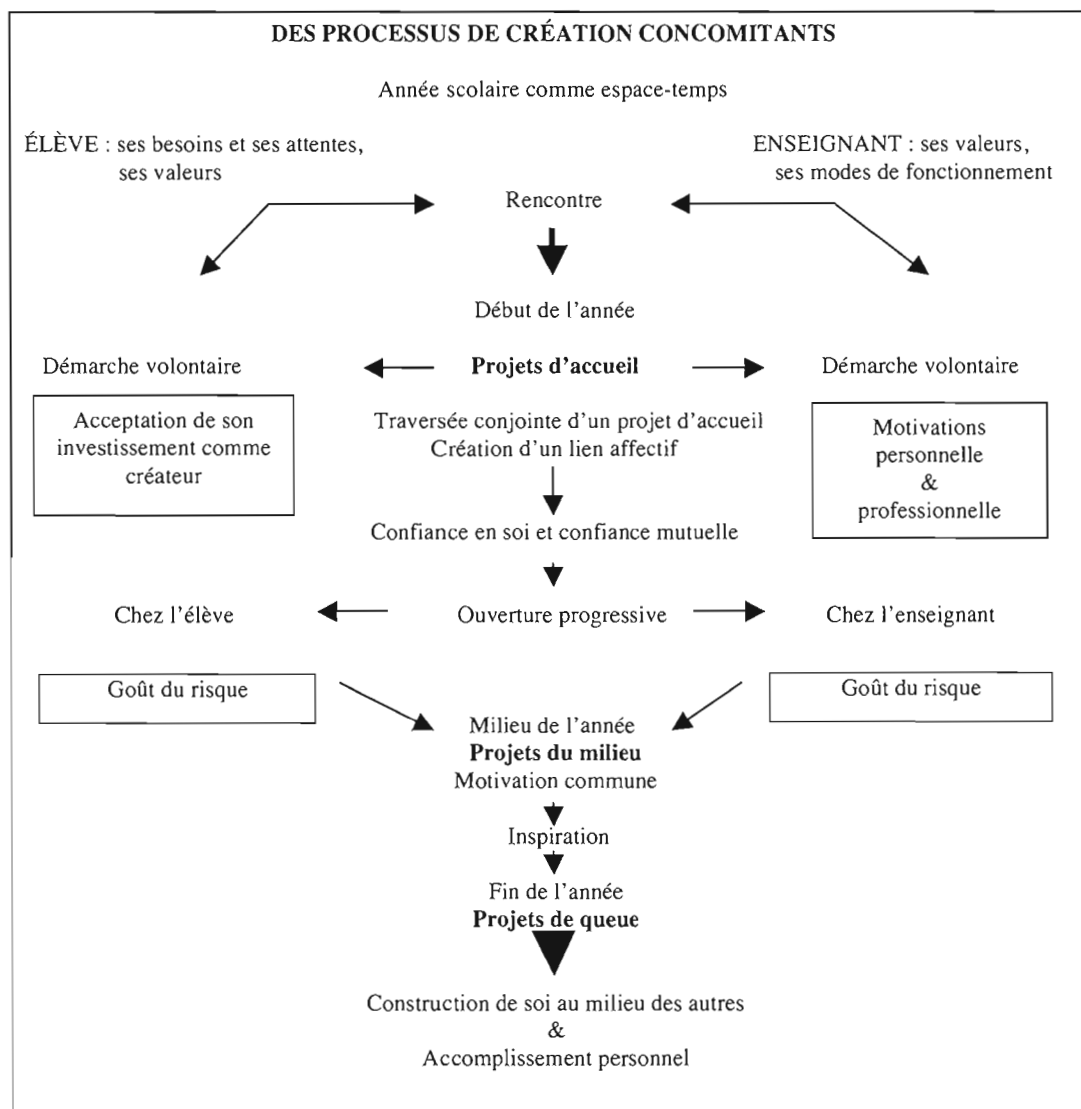 DES PROCESSUS DE CRÉATION CONCOMITANTS
Année scolaire comme espace-temps
ÉLÈVE : ses besoins et ses attentes,
ses valeurs
ENSEIGNANT : ses valeurs,
ses modes de fonctionnement
Rencontre
Début de l'année
Démarche volontaire
Projets d'accueil
Démarche volontaire
Acceptation de son
investissement comme
créateur
Traversée conjointe d'un projet d'accueil
Création d'un lien affectif
Motivations
personnelle
&
professionnelle
Confiance en soi et confiance mutuelle
Chez l'élève
Ouverture progressive
Chez l'enseignant
Goût du risque
Goût du risque
Milieu de l'année
Projets du milieu
Motivation commune
Inspiration
Fin de l'année
Projets de queue
Construction de soi au milieu des autres
&
Accomplissement personnel